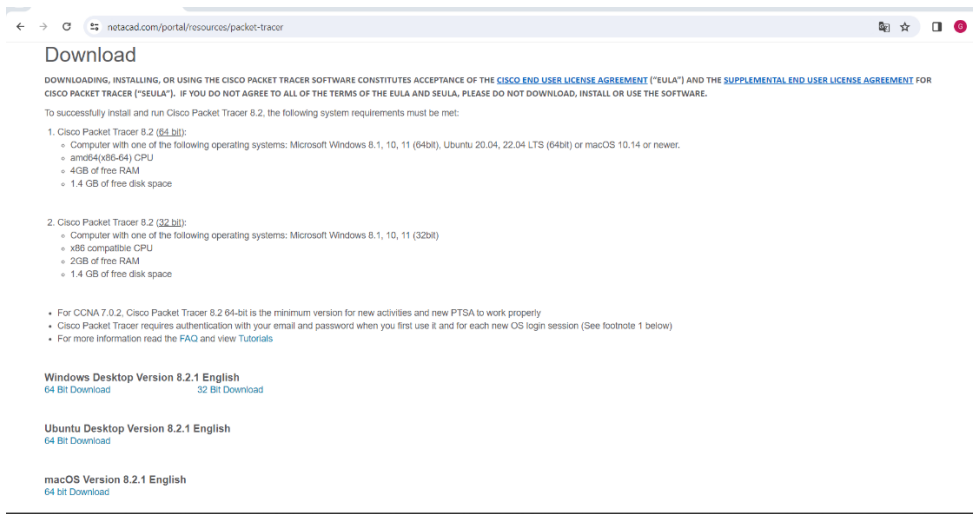 netacad.com/portal/resources/packet-tracer
G
Download
DOWNLOADING, INSTALLING, OR USING THE CISCO PACKET TRACER SOFTWARE CONSTITUTES ACCEPTANCE OF THE CISCO END USER LICENSE AGREEMENT ("EULA") AND THE SUPPLEMENTAL END USER LICENSE AGREEMENT FOR
CISCO PACKET TRACER ("SEULA"). IF YOU DO NOT AGREE TO ALL OF THE TERMS OF THE EULA AND SEULA, PLEASE DO NOT DOWNLOAD, INSTALL OR USE THE SOFTWARE.
To successfully install and run Cisco Packet Tracer 8.2, the following system requirements must be met:
1. Cisco Packet Tracer 8.2 (64 bit):
Computer with one of the following operating systems: Microsoft Windows 8.1, 10, 11 (64bit), Ubuntu 20.04, 22.04 LTS (64bit) or macOS 10.14 or newer.
amd64(x86-64) CPU
4GB of free RAM
1.4 GB of free disk space
2. Cisco Packet Tracer 8.2 (32 bit):
Computer with one of the following operating systems: Microsoft Windows 8.1, 10, 11 (32bit)
x86 compatible CPU
2GB of free RAM
1.4 GB of free disk space
For CCNA 7.0.2, Cisco Packet Tracer 8.2 64-bit is the minimum version for new activities and new PTSA to work properly
Cisco Packet Tracer requires authentication with your email and password when you first use it and for each new OS login session (See footnote 1 below)
For more information read the FAQ and view Tutorials
Windows Desktop Version 8.2.1 English
64 Bit Download 32 Bit Download
Ubuntu Desktop Version 8.2.1 English
64 Bit Download
macOS Version 8.2.1 English
64 bit Download